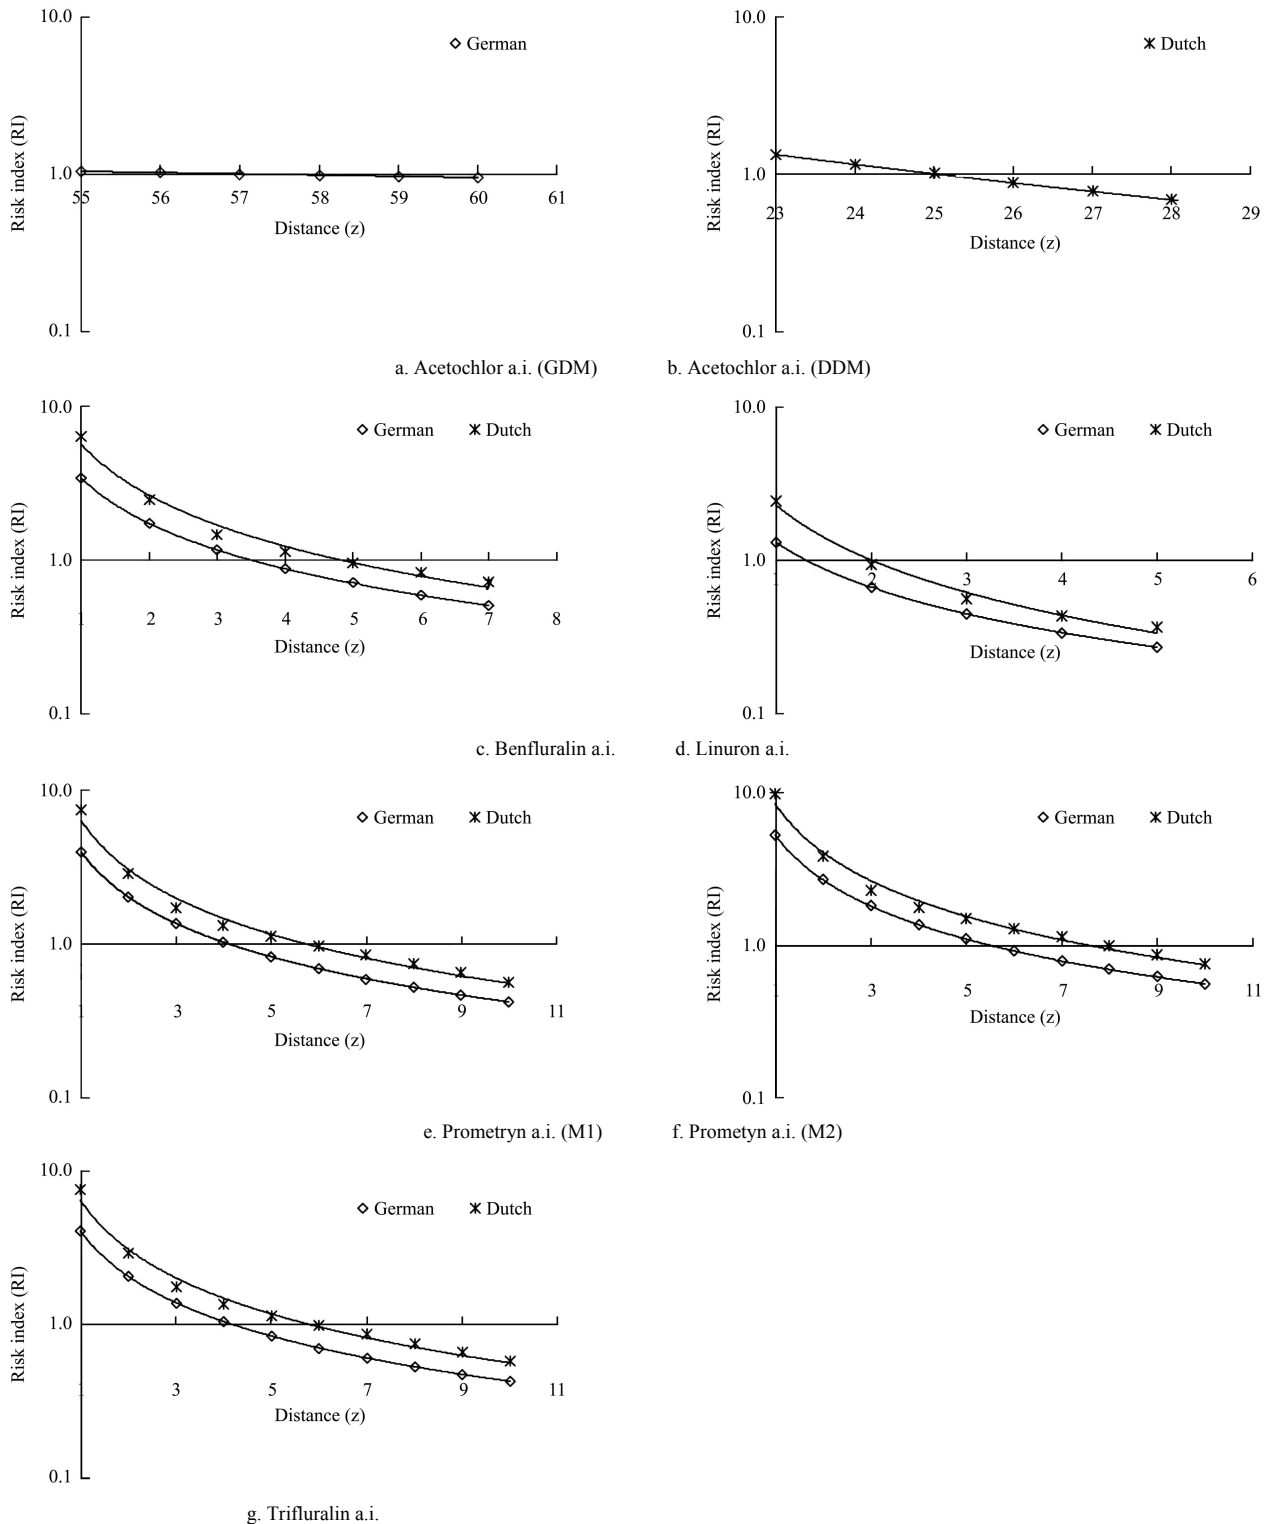 10.0
German
Risk index (RI)
1.0
55 56 57 58 59 60 61
Distance (z)
0.1
a. Acetochlor a.i. (GDM)
10.0
Dutch
Risk index (RI)
1.0
23 24 25 26 27 28 29
Distance (z)
0.1
b. Acetochlor a.i. (DDM)
10.0
German Dutch
Risk index (RI)
1.0
1 2 3 4 5 6 7 8
Distance (z)
0.1
c. Benfluralin a.i.
10.0
German Dutch
Risk index (RI)
1.0
1 2 3 4 5 6
Distance (z)
0.1
d. Linuron a.i.
10.0
German Dutch
Risk index (RI)
1.0
1 3 5 7 9 11
Distance (z)
0.1
e. Prometryn a.i. (M1)
10.0
German Dutch
Risk index (RI)
1.0
1 3 5 7 9 11
Distance (z)
0.1
f. Prometyn a.i. (M2)
10.0
German Dutch
Risk index (RI)
1.0
1 3 5 7 9 11
Distance (z)
0.1
g. Trifluralin a.i.